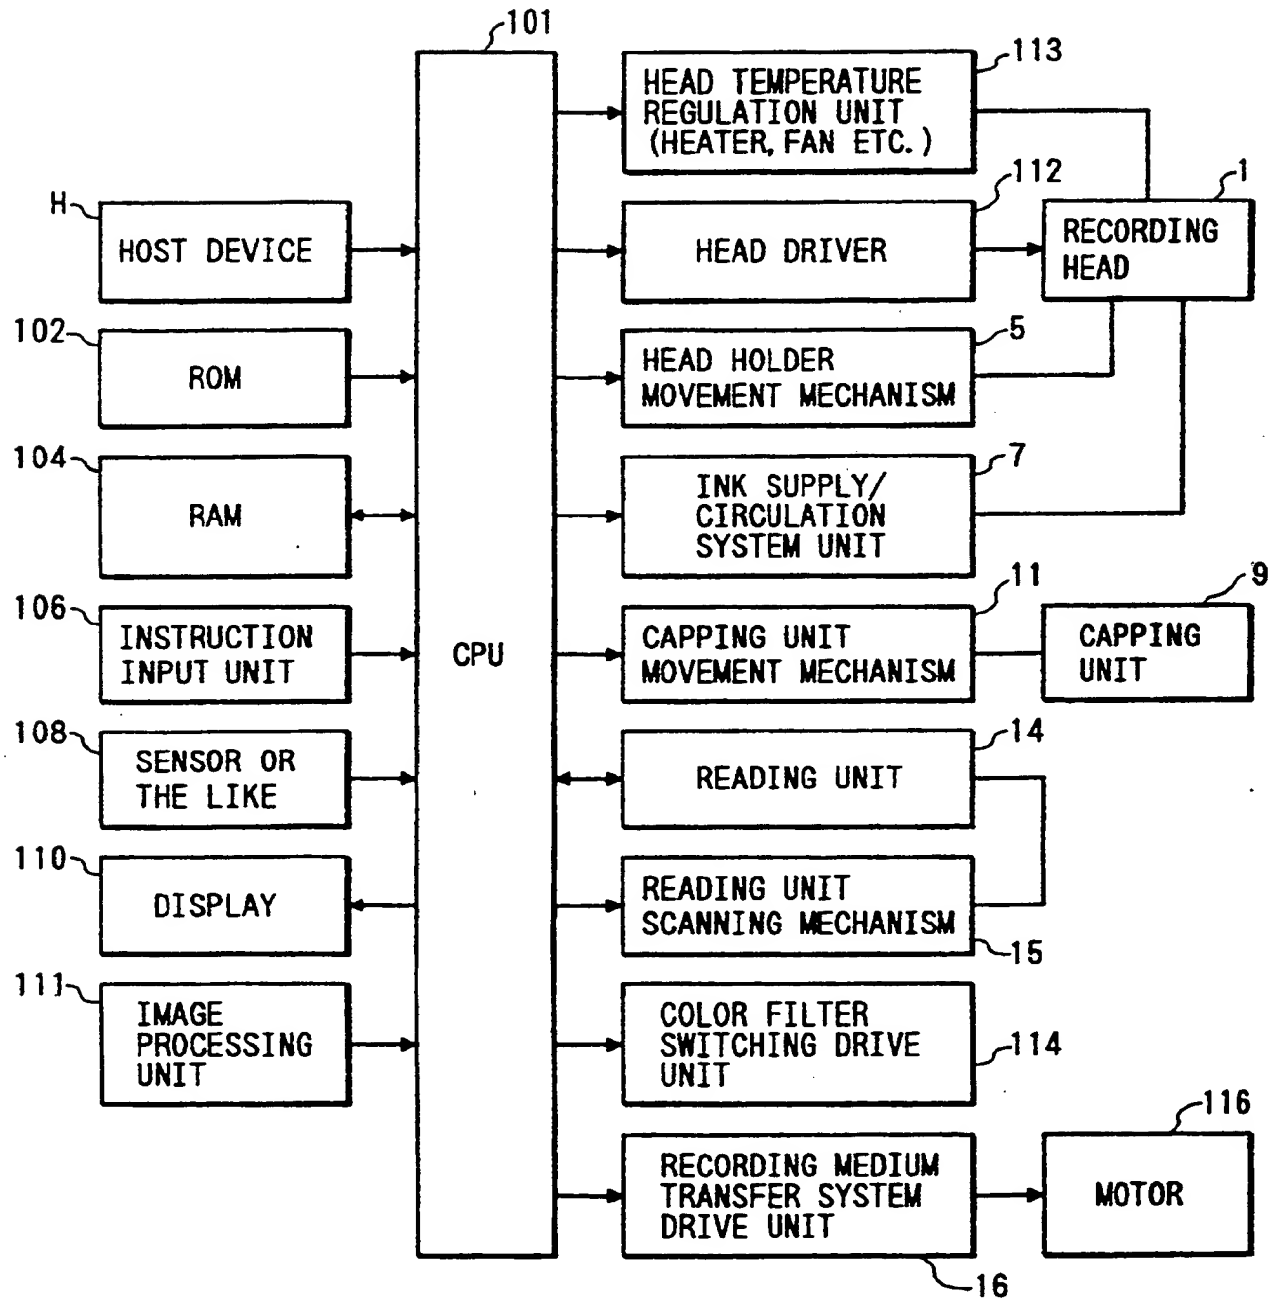 101
113
HEAD TEMPERATURE
REGULATION UNIT
(HEATER, FAN ETC.)
H
HOST DEVICE
112
HEAD DRIVER
1
RECORDING
HEAD
102
ROM
5
HEAD HOLDER
MOVEMENT MECHANISM
104
RAM
7
INK SUPPLY/
CIRCULATION
SYSTEM UNIT
106
INSTRUCTION
INPUT UNIT
CPU
11
CAPPING UNIT
MOVEMENT MECHANISM
9
CAPPING
UNIT
108
SENSOR OR
THE LIKE
14
READING UNIT
110
DISPLAY
READING UNIT
SCANNING MECHANISM
15
111
IMAGE
PROCESSING
UNIT
COLOR FILTER
SWITCHING DRIVE
UNIT
114
RECORDING MEDIUM
TRANSFER SYSTEM
DRIVE UNIT
16
116
MOTOR